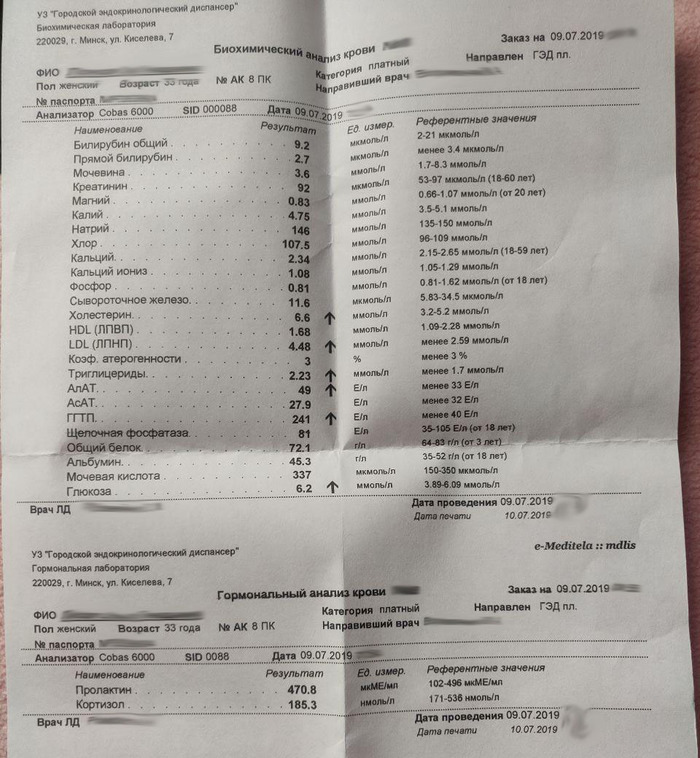 УЗ "Городской эндокринологический диспансер"
Биохимическая лаборатория
220029, г. Минск, ул. Киселева, 7
Биохимический анализ крови
Заказ на 09.07.2019
ФИО
Категория платный
Направлен ГЭД пл.
Пол женский Возраст 33 года № АК 8 ПК
Направивший врач
№ паспорта
Анализатор Cobas 6000 SID 000088 Дата 09.07.2019
Наименование Результат Ед. измер. Референтные значения
Билирубин общий 9.2 мкмоль/л 2-21 мкмоль/л
Прямой билирубин 2.7 мкмоль/л менее 3.4 мкмоль/л
Мочевина 3.6 ммоль/л 1.7-8.3 ммоль/л
Креатинин 92 мкмоль/л 53-97 мкмоль/л (18-60 лет)
Магний 0.83 ммоль/л 0.66-1.07 ммоль/л (от 20 лет)
Калий 4.75 ммоль/л 3.5-5.1 ммоль/л
Натрий 146 ммоль/л 135-150 ммоль/л
Хлор 107.5 ммоль/л 96-109 ммоль/л
Кальций 2.34 ммоль/л 2.15-2.65 ммоль/л (18-59 лет)
Кальций иониз 1.08 ммоль/л 1.05-1.29 ммоль/л
Фосфор 0.81 ммоль/л 0.81-1.62 ммоль/л (от 18 лет)
Сывороточное железо 11.6 мкмоль/л 5.83-34.5 мкмоль/л
Холестерин 6.6 ↑ ммоль/л 3.2-5.2 ммоль/л
HDL (ЛПВП) 1.68 ммоль/л 1.09-2.28 ммоль/л
LDL (ЛПНП) 4.48 ↑ ммоль/л менее 2.59 ммоль/л
Коэф. атерогенности 3 % менее 3 %
Триглицериды 2.23 ↑ ммоль/л менее 1.7 ммоль/л
АлАТ 49 ↑ Е/л менее 33 Е/л
АсАТ 27.9 Е/л менее 32 Е/л
ГГТП 241 ↑ Е/л менее 40 Е/л
Щелочная фосфатаза 81 Е/л 35-105 Е/л (от 18 лет)
Общий белок 72.1 г/л 64-83 г/л (от 3 лет)
Альбумин 45.3 г/л 35-52 г/л (от 18 лет)
Мочевая кислота 337 мкмоль/л 150-350 мкмоль/л
Глюкоза 6.2 ↑ ммоль/л 3.89-6.09 ммоль/л
Врач ЛД
Дата проведения 09.07.2019
Дата печати 10.07.2019
e-Meditela :: mdlis
УЗ "Городской эндокринологический диспансер"
Гормональная лаборатория
220029, г. Минск, ул. Киселева, 7
Гормональный анализ крови
Заказ на 09.07.2019
ФИО
Категория платный
Направлен ГЭД пл.
Пол женский Возраст 33 года № АК 8 ПК
Направивший врач
№ паспорта
Анализатор Cobas 6000 SID 0088 Дата 09.07.2019
Наименование Результат Ед. измер. Референтные значения
Пролактин 470.8 мкМЕ/мл 102-496 мкМЕ/мл
Кортизол 185.3 нмоль/л 171-536 нмоль/л
Врач ЛД
Дата проведения 09.07.2019
Дата печати 10.07.2019